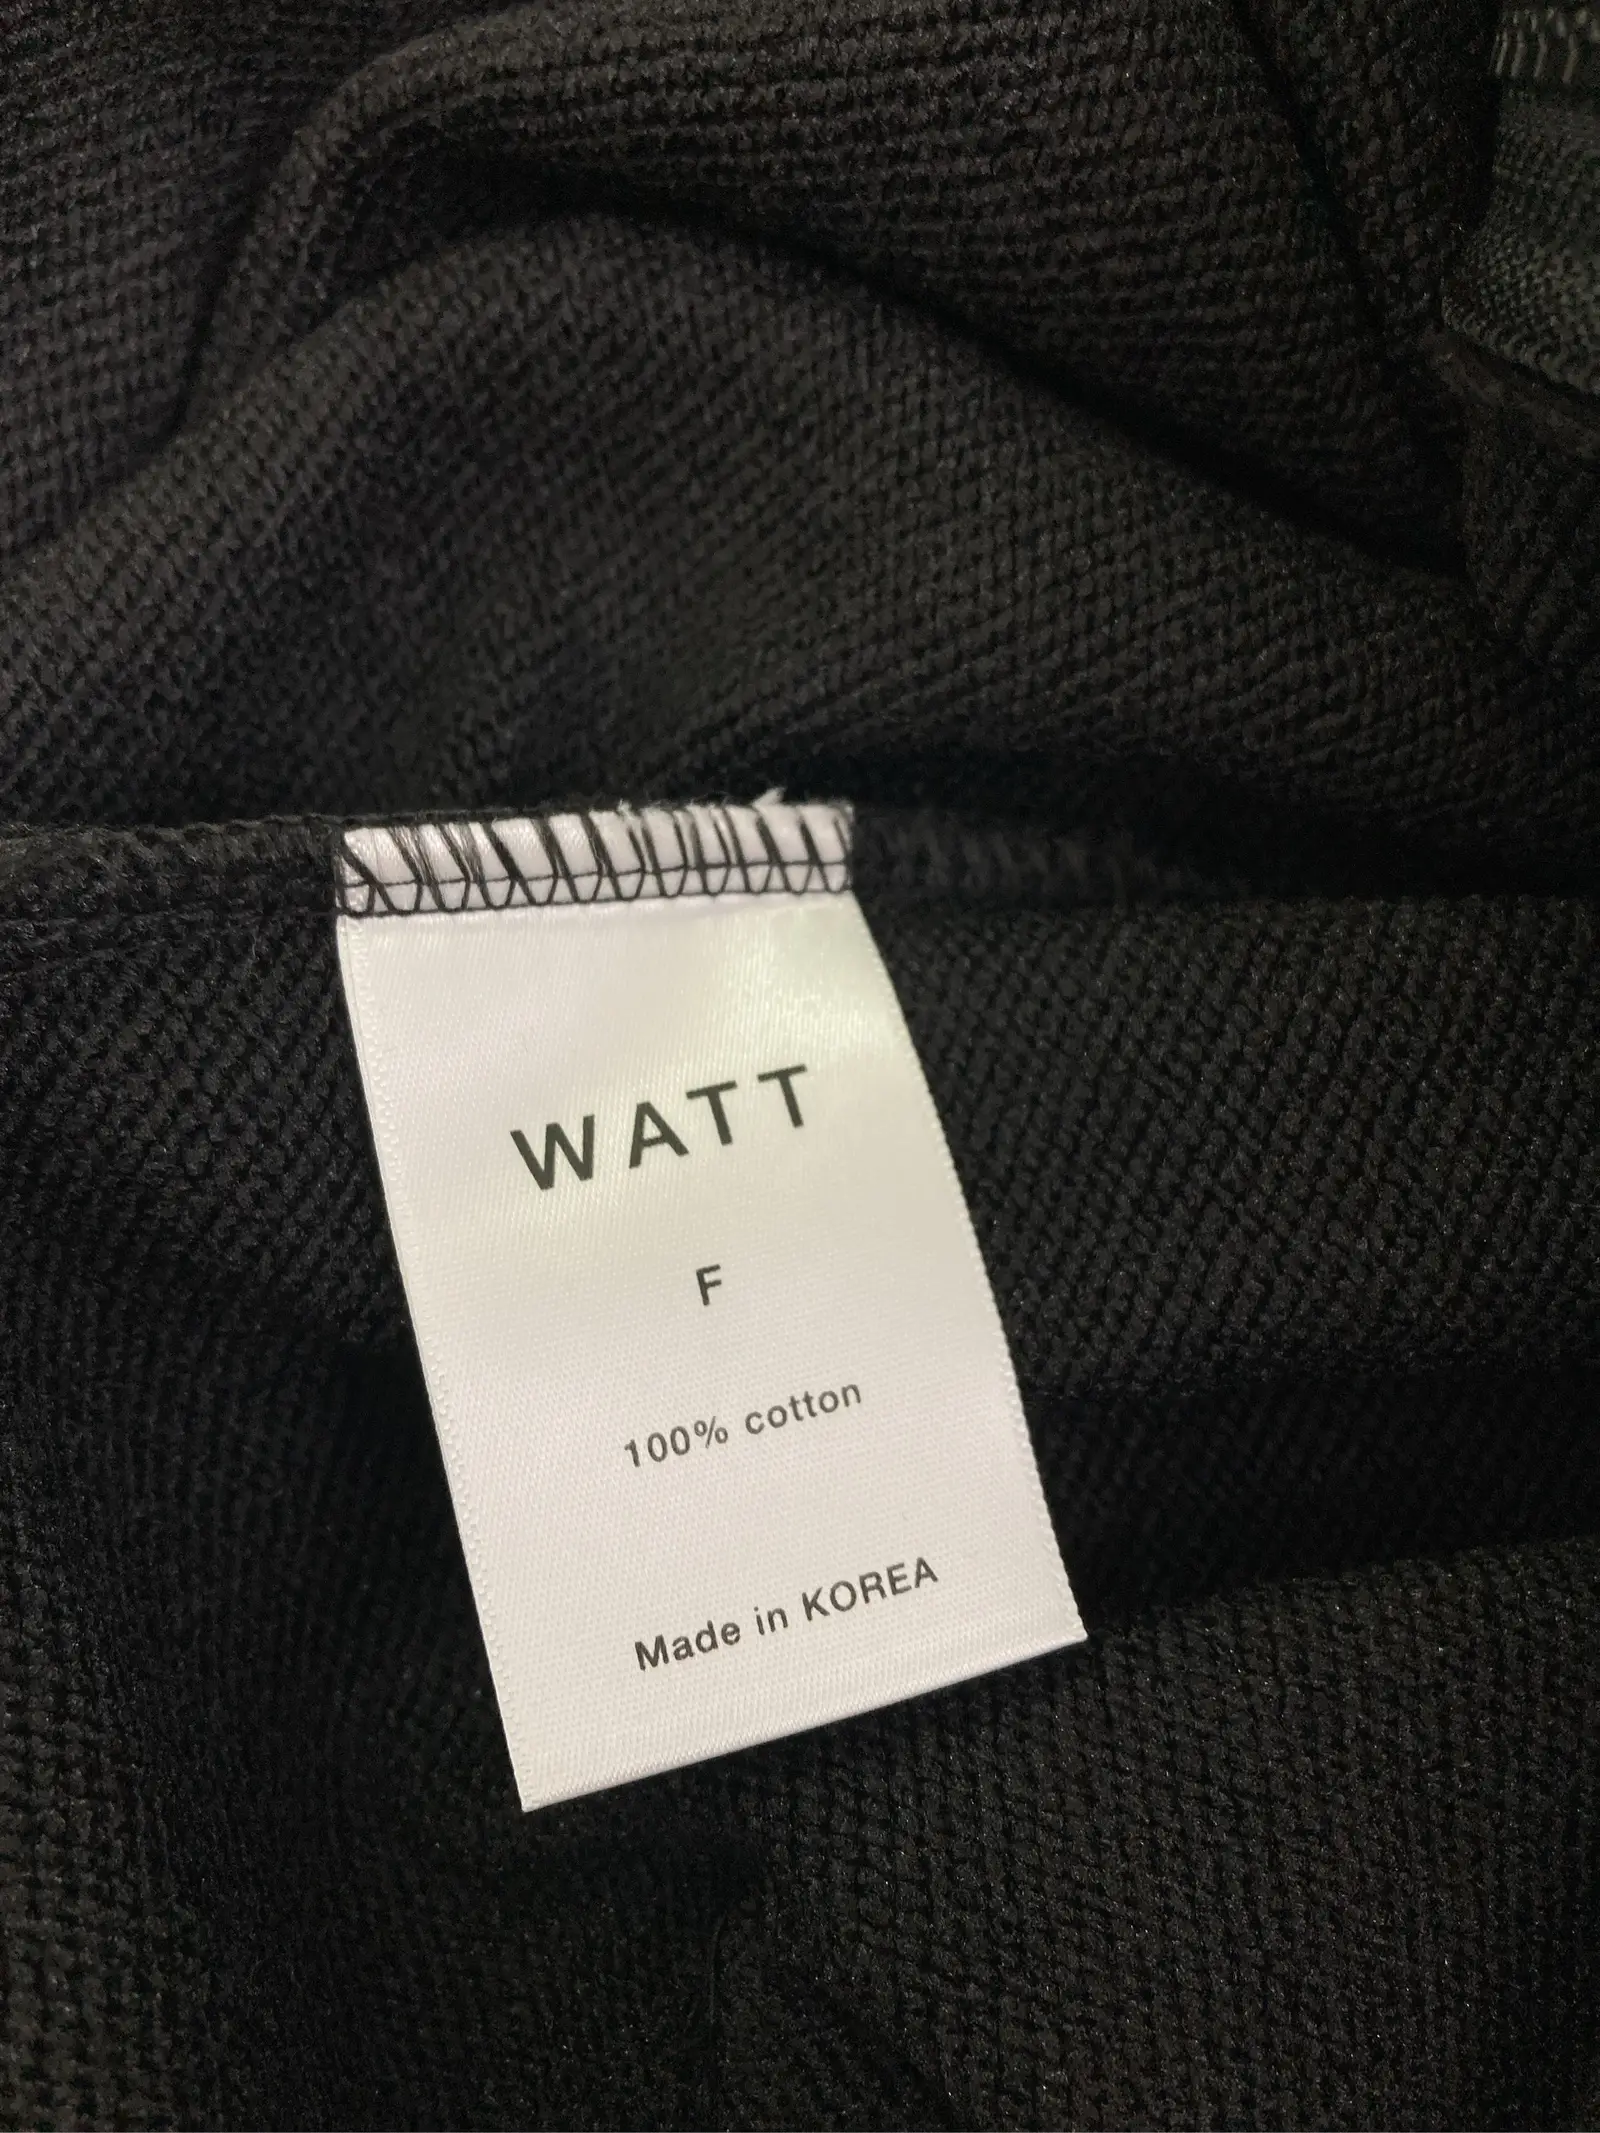 WATT
F
100% cotton
Made in KOREA